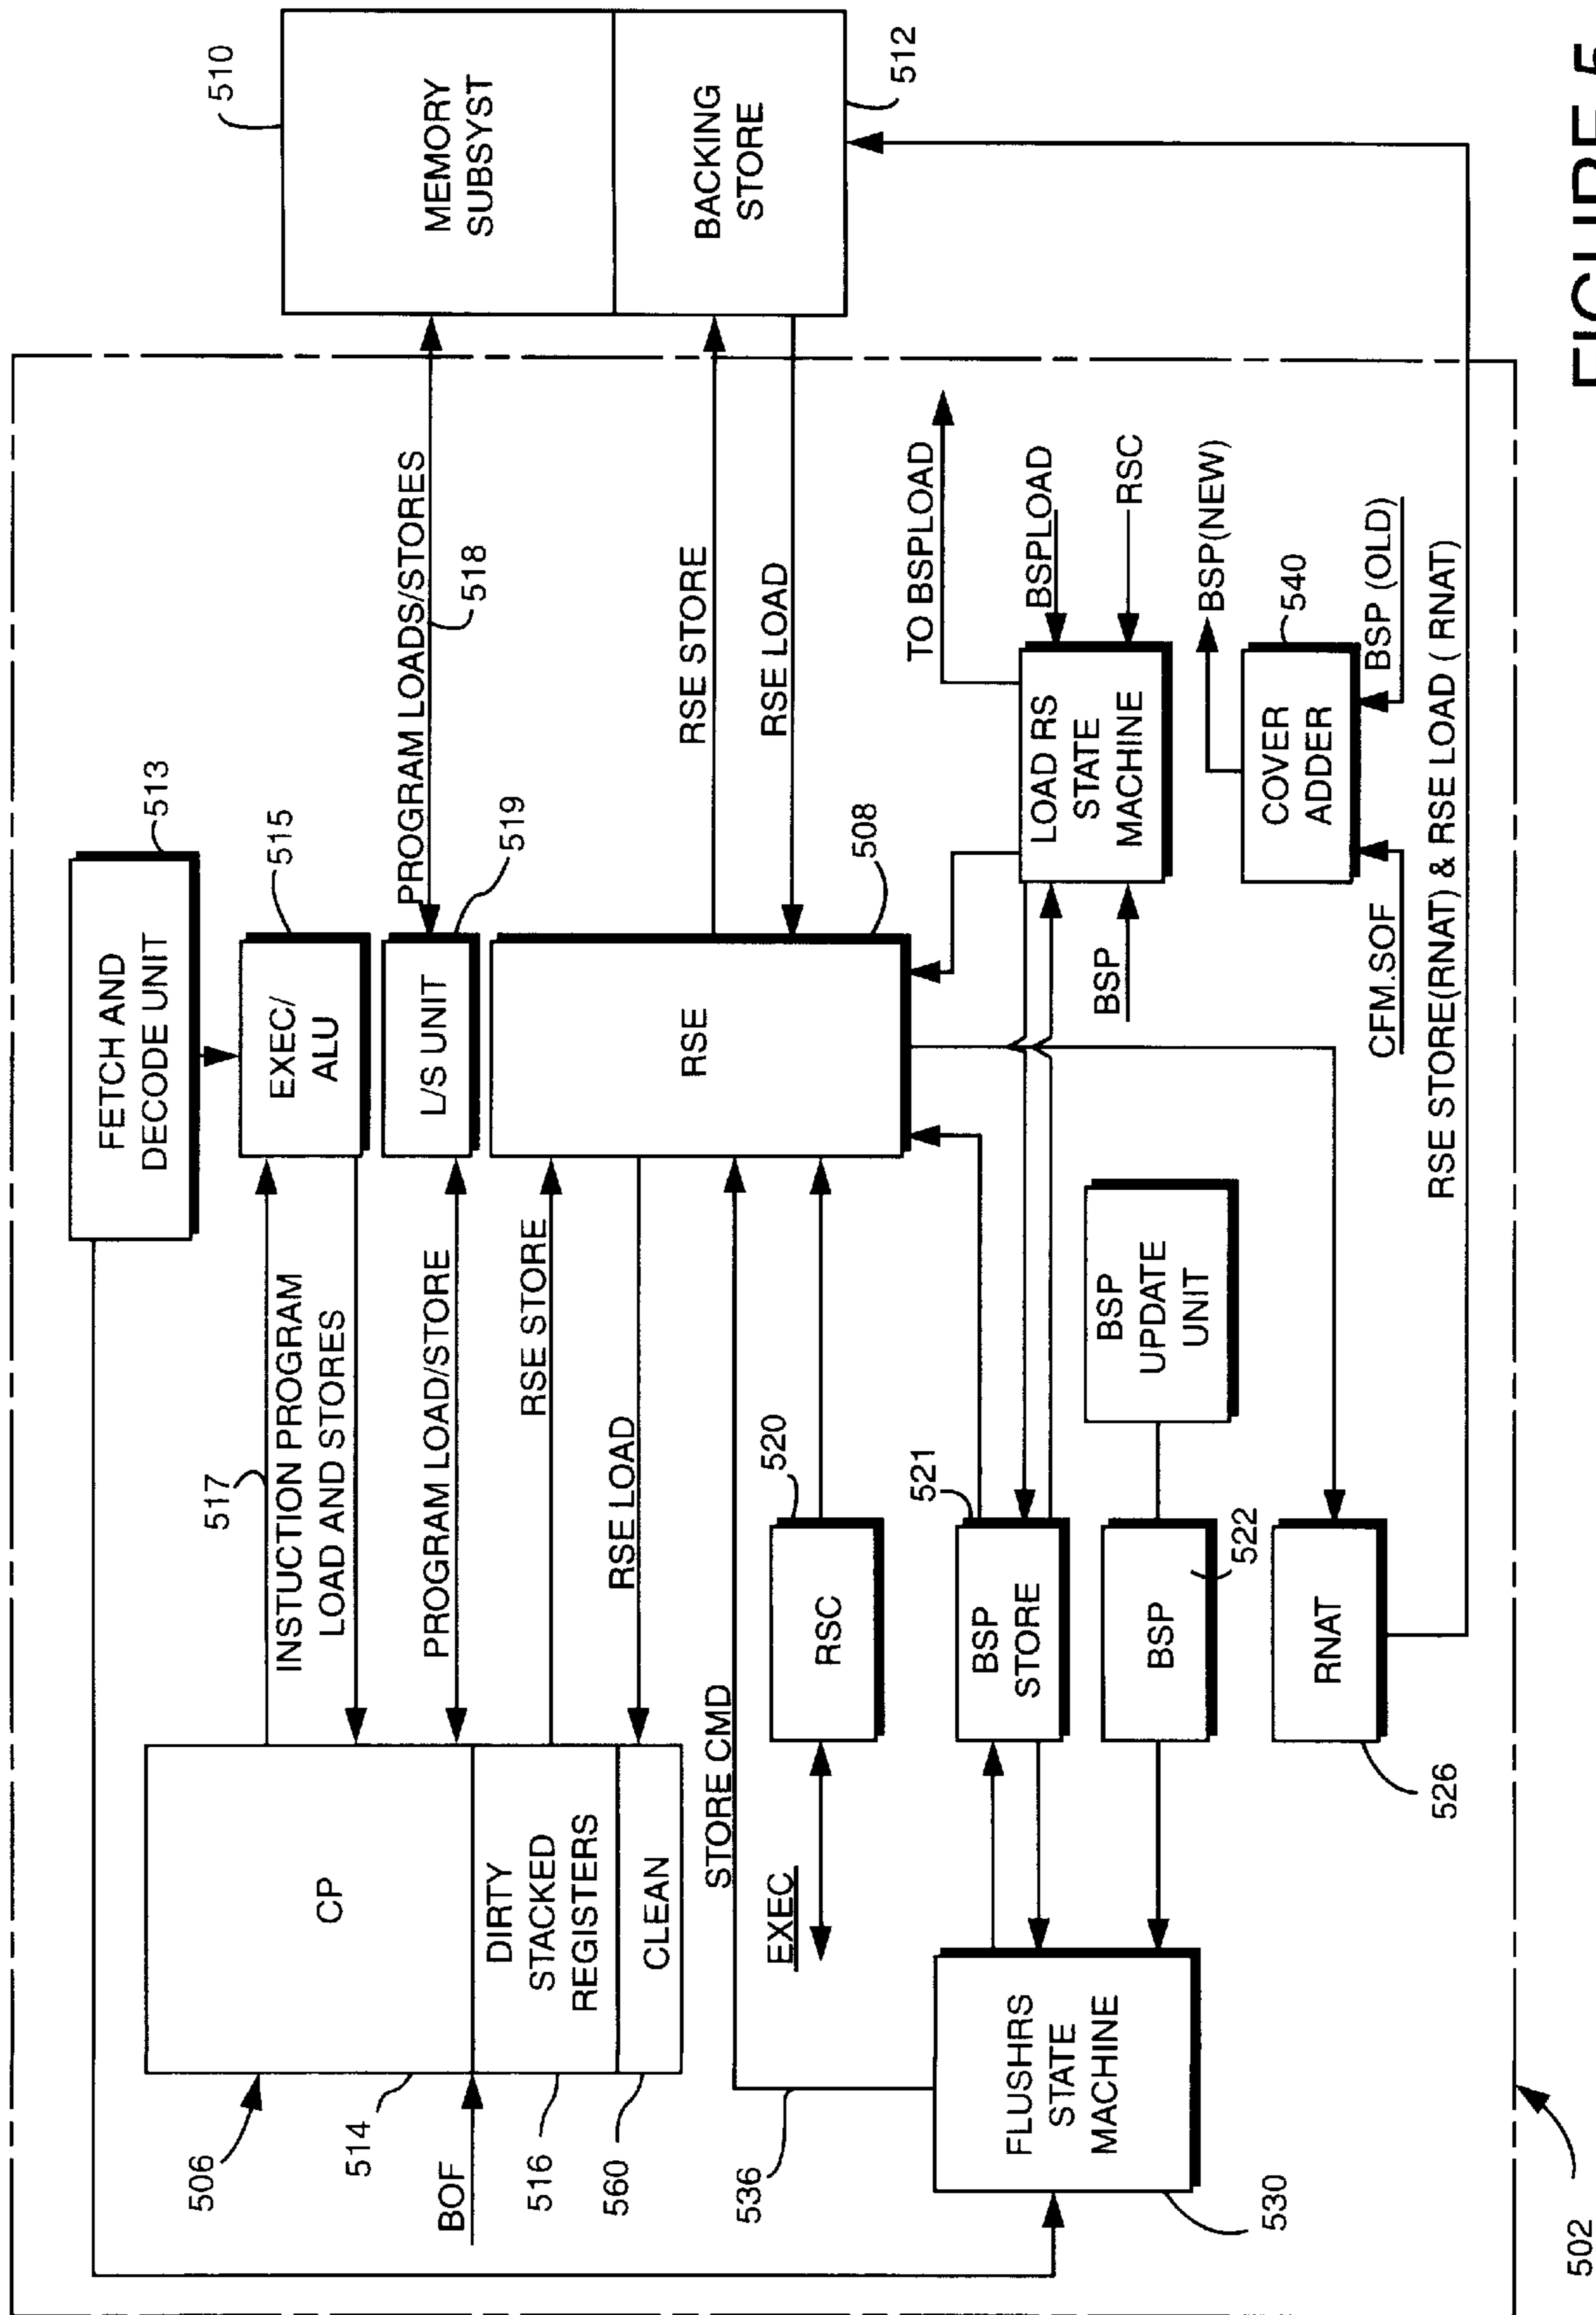 510
MEMORY
SUBSYST
BACKING
STORE
512
FETCH AND
DECODE UNIT
513
EXEC/
ALU
515
L/S UNIT
519
PROGRAM LOADS/STORES
518
RSE
508
RSE STORE
RSE LOAD
517
INSTUCTION PROGRAM
LOAD AND STORES
PROGRAM LOAD/STORE
RSE STORE
RSE LOAD
506
CP
514
BOF
DIRTY
STACKED
REGISTERS
516
CLEAN
560
STORE CMD
536
EXEC
RSC
520
BSP
STORE
521
BSP
522
BSP
UPDATE
UNIT
RNAT
526
FLUSHRS
STATE
MACHINE
530
LOAD RS
STATE
MACHINE
TO BSPLOAD
BSPLOAD
RSC
BSP
COVER
ADDER
540
BSP(NEW)
BSP (OLD)
CFM.SOF
RSE STORE(RNAT) & RSE LOAD ( RNAT)
502
FIGURE 5